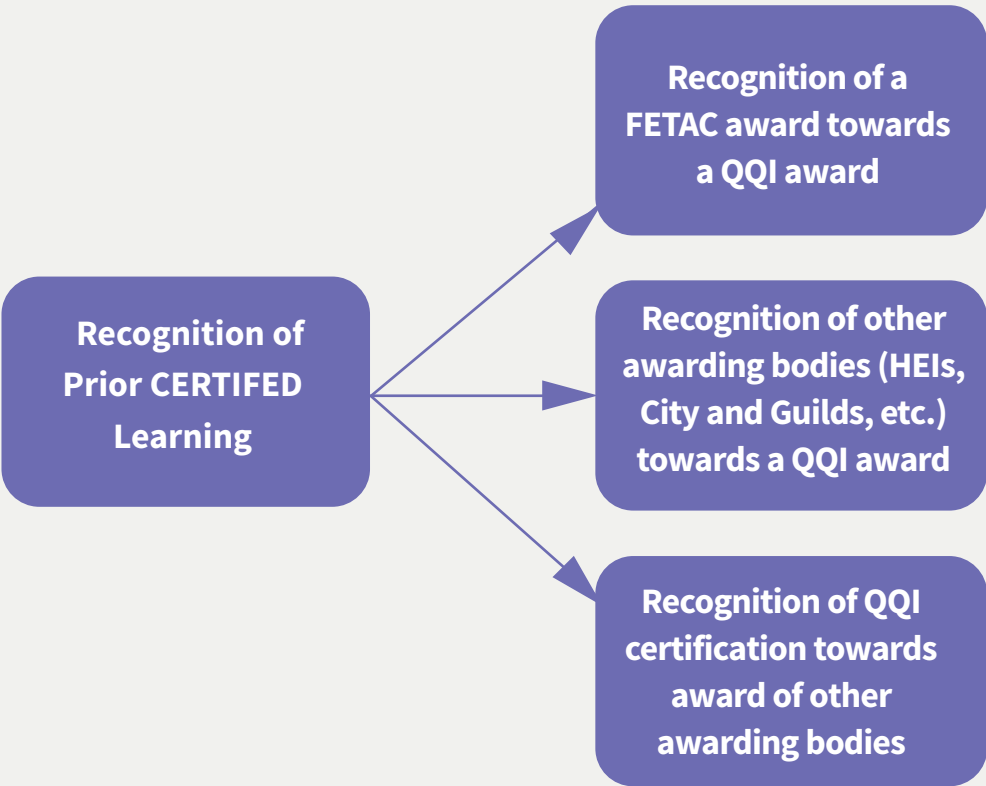 Recognition of
Prior CERTIFED
Learning
Recognition of a
FETAC award towards
a QQI award
Recognition of other
awarding bodies (HEIs,
City and Guilds, etc.)
towards a QQI award
Recognition of QQI
certification towards
award of other
awarding bodies